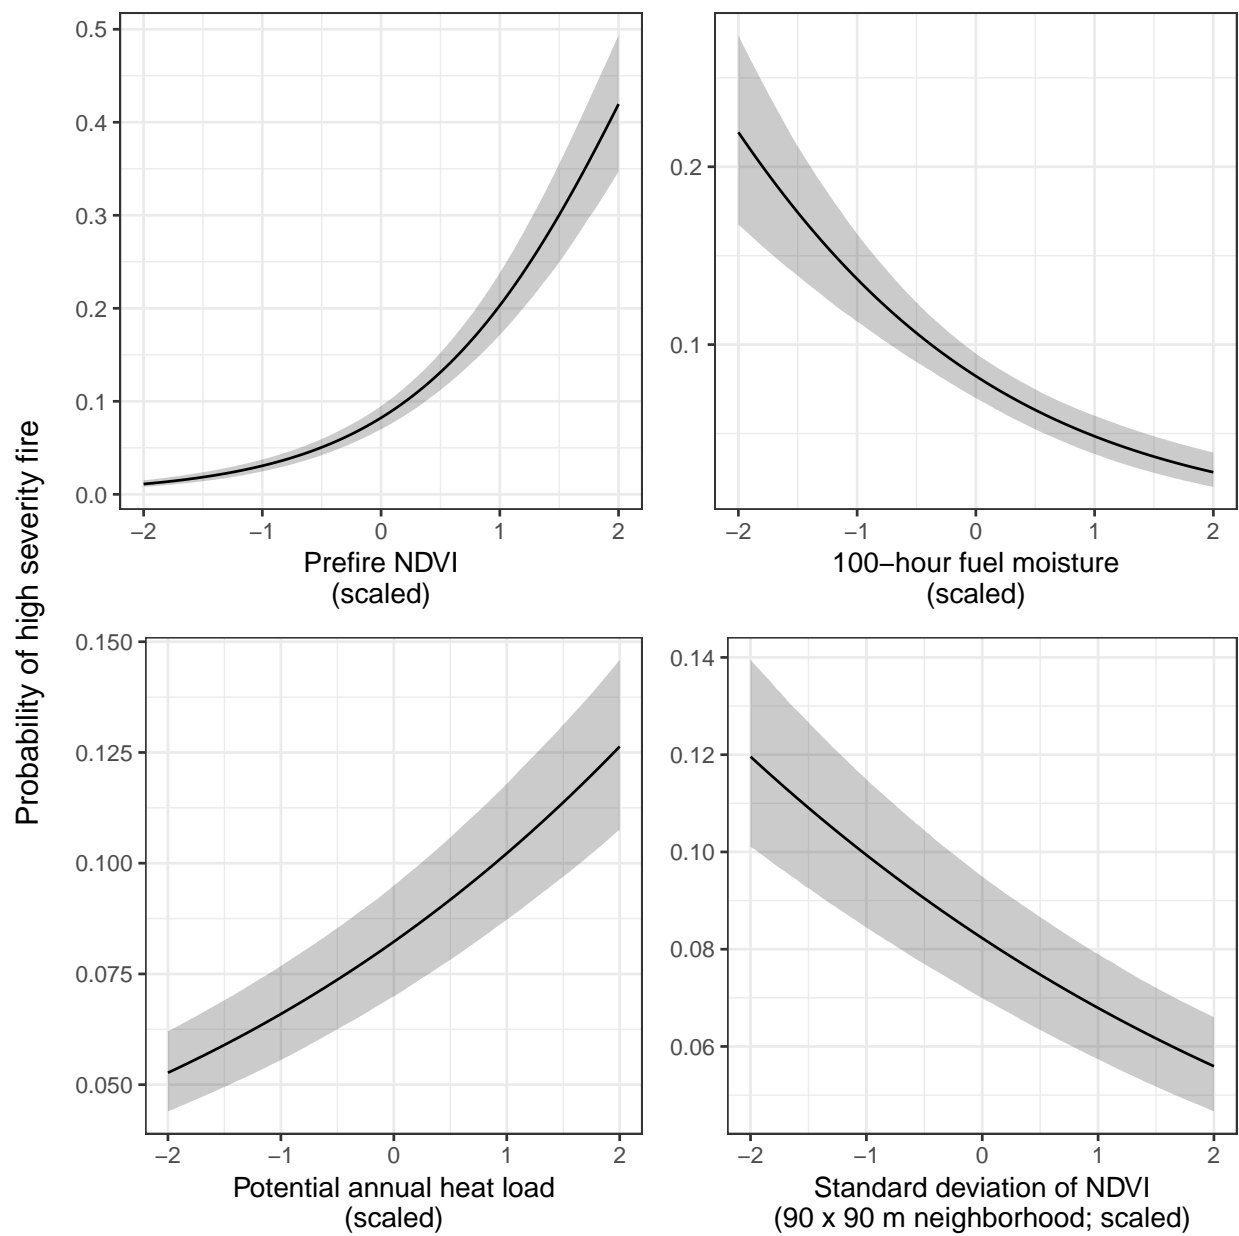 Probability of high severity fire
0.5
0.4
0.3
0.2
0.1
0.0
−2 −1 0 1 2
Prefire NDVI
(scaled)
0.2
0.1
−2 −1 0 1 2
100−hour fuel moisture
(scaled)
0.150
0.125
0.100
0.075
0.050
−2 −1 0 1 2
Potential annual heat load
(scaled)
0.14
0.12
0.10
0.08
0.06
−2 −1 0 1 2
Standard deviation of NDVI
(90 x 90 m neighborhood; scaled)